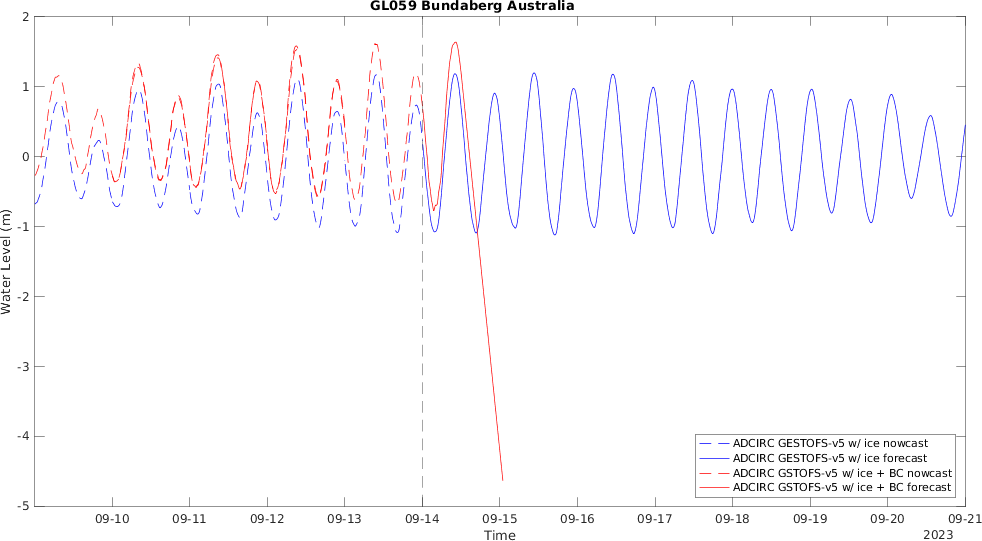 GL059 Bundaberg Australia
2
1
0
-1
-2
-3
-4
-5
Water Level (m)
ADCIRC GESTOFS-v5 w/ ice nowcast
ADCIRC GESTOFS-v5 w/ ice forecast
ADCIRC GSTOFS-v5 w/ ice + BC nowcast
ADCIRC GSTOFS-v5 w/ ice + BC forecast
09-10 09-11 09-12 09-13 09-14 09-15 09-16 09-17 09-18 09-19 09-20 09-21
Time
2023